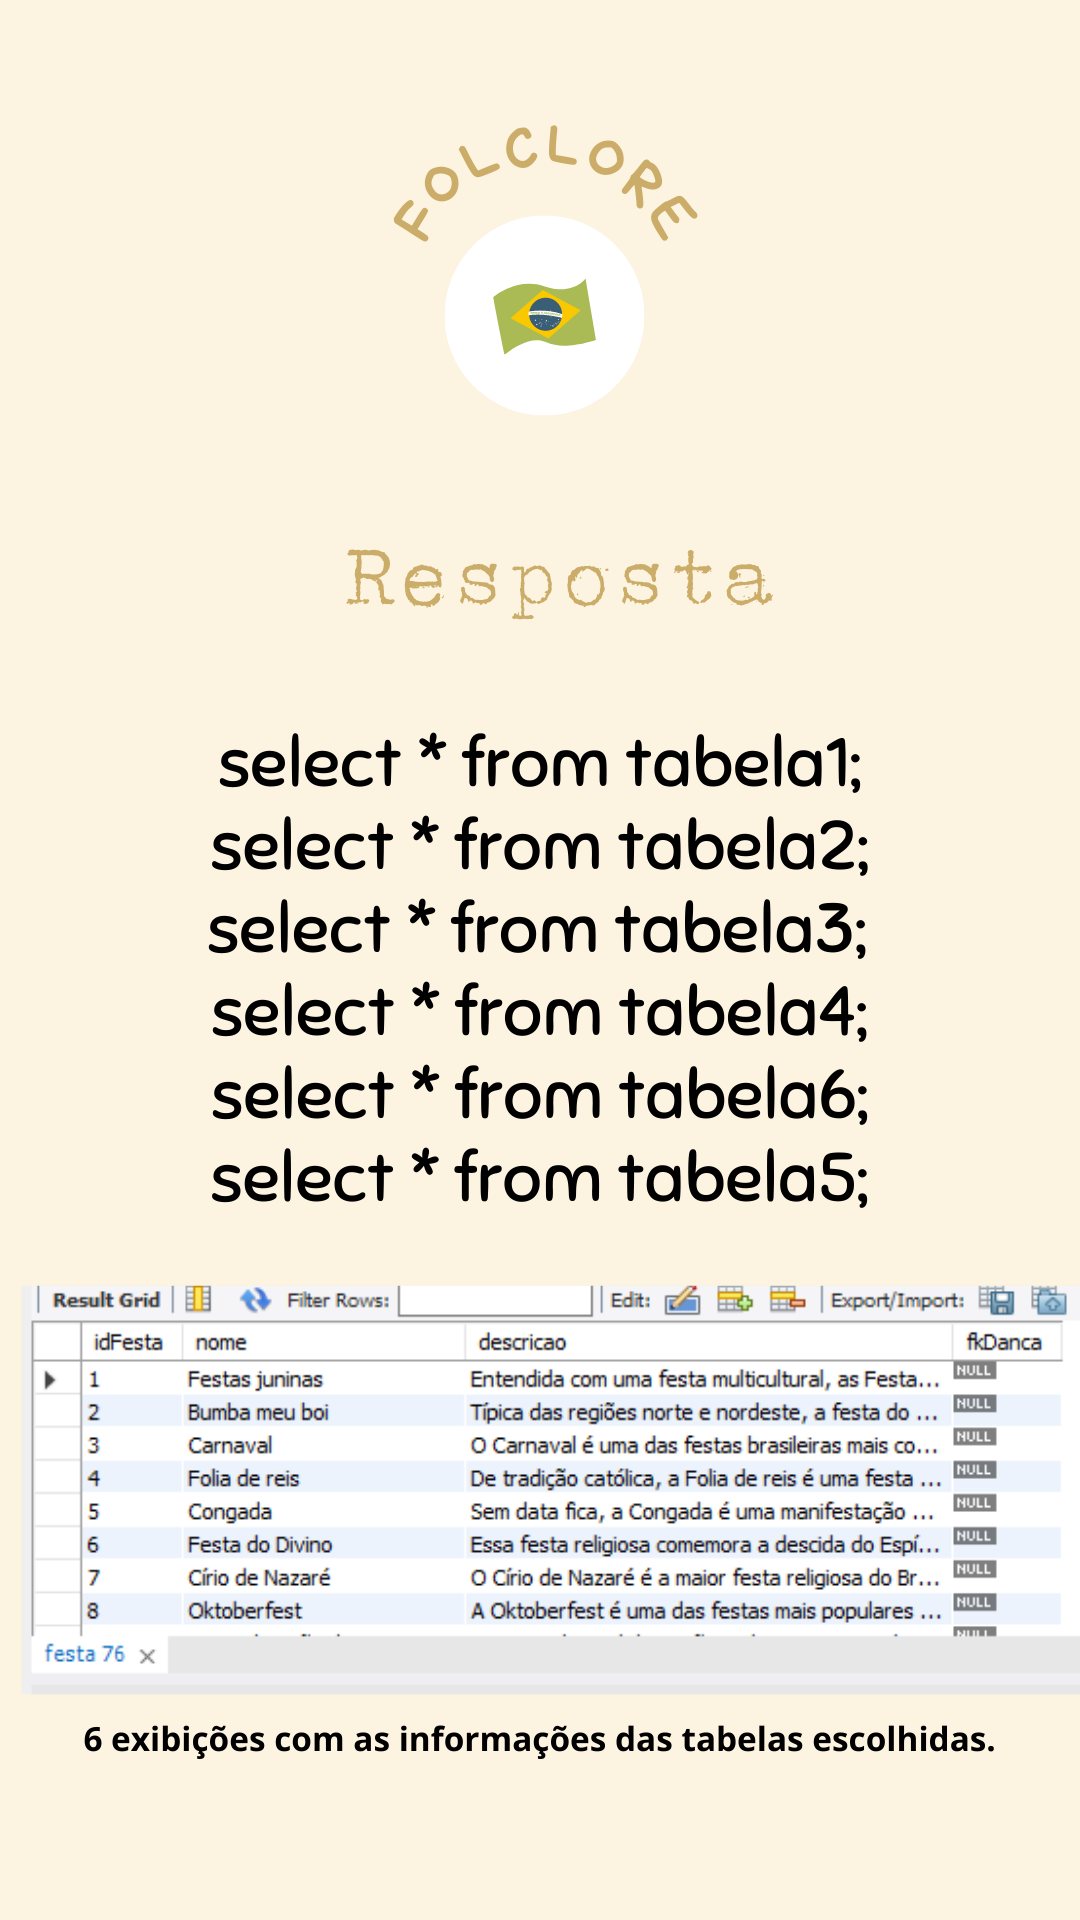 FOLCLORE
Resposta
select * from tabela1;
select * from tabela2;
select * from tabela3;
select * from tabela4;
select * from tabela6;
select * from tabela5;
Result Grid Filter Rows: Edit: Export/Import:
idFesta nome descricao fkDanca
1 Festas juninas Entendida com uma festa multicultural, as Festa... NULL
2 Bumba meu boi Típica das regiões norte e nordeste, a festa do ... NULL
3 Carnaval O Carnaval é uma das festas brasileiras mais co... NULL
4 Folia de reis De tradição católica, a Folia de reis é uma festa ... NULL
5 Congada Sem data fica, a Congada é uma manifestação ... NULL
6 Festa do Divino Essa festa religiosa comemora a descida do Espí... NULL
7 Círio de Nazaré O Círio de Nazaré é a maior festa religiosa do Br... NULL
8 Oktoberfest A Oktoberfest é uma das festas mais populares ... NULL
NULL
festa 76
6 exibições com as informações das tabelas escolhidas.